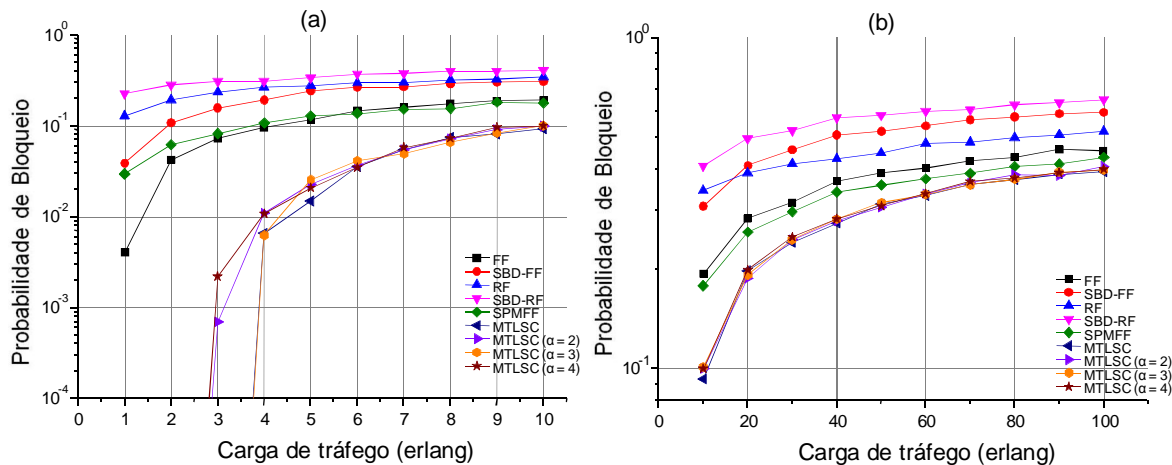 (a)
Probabilidade de Bloqueio
10^0
10^-1
10^-2
10^-3
10^-4
FF
SBD-FF
RF
SBD-RF
SPMFF
MTLSC
MTLSC (α = 2)
MTLSC (α = 3)
MTLSC (α = 4)
0 1 2 3 4 5 6 7 8 9 10
Carga de tráfego (erlang)
(b)
Probabilidade de Bloqueio
10^0
10^-1
FF
SBD-FF
RF
SBD-RF
SPMFF
MTLSC
MTLSC (α = 2)
MTLSC (α = 3)
MTLSC (α = 4)
0 20 40 60 80 100
Carga de tráfego (erlang)